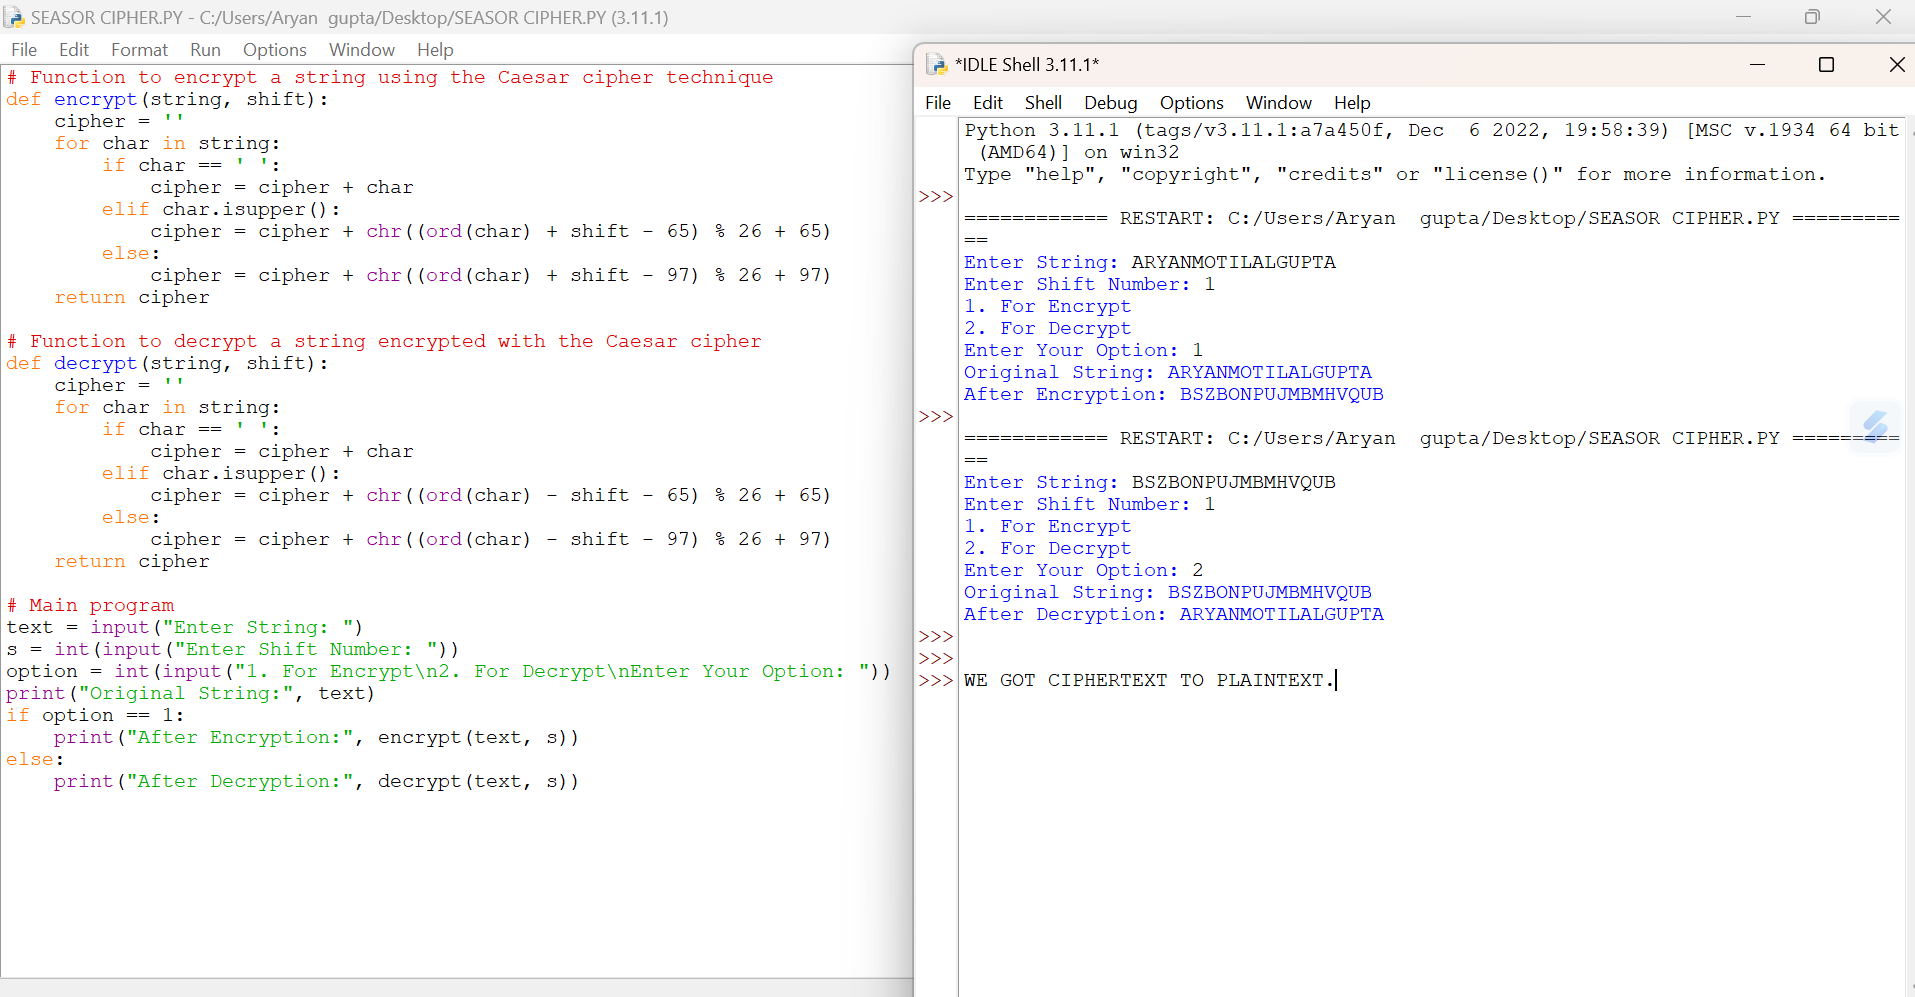 SEASOR CIPHER.PY - C:/Users/Aryan  gupta/Desktop/SEASOR CIPHER.PY (3.11.1)
File Edit Format Run Options Window Help
# Function to encrypt a string using the Caesar cipher technique
def encrypt(string, shift):
    cipher = ''
    for char in string:
        if char == ' ':
            cipher = cipher + char
        elif char.isupper():
            cipher = cipher + chr((ord(char) + shift - 65) % 26 + 65)
        else:
            cipher = cipher + chr((ord(char) + shift - 97) % 26 + 97)
    return cipher
# Function to decrypt a string encrypted with the Caesar cipher
def decrypt(string, shift):
    cipher = ''
    for char in string:
        if char == ' ':
            cipher = cipher + char
        elif char.isupper():
            cipher = cipher + chr((ord(char) - shift - 65) % 26 + 65)
        else:
            cipher = cipher + chr((ord(char) - shift - 97) % 26 + 97)
    return cipher
# Main program
text = input("Enter String: ")
s = int(input("Enter Shift Number: "))
option = int(input("1. For Encrypt\n2. For Decrypt\nEnter Your Option: "))
print("Original String:", text)
if option == 1:
    print("After Encryption:", encrypt(text, s))
else:
    print("After Decryption:", decrypt(text, s))
*IDLE Shell 3.11.1*
File Edit Shell Debug Options Window Help
Python 3.11.1 (tags/v3.11.1:a7a450f, Dec  6 2022, 19:58:39) [MSC v.1934 64 bit
 (AMD64)] on win32
Type "help", "copyright", "credits" or "license()" for more information.
>>>
============ RESTART: C:/Users/Aryan  gupta/Desktop/SEASOR CIPHER.PY =========
==
Enter String: ARYANMOTILALGUPTA
Enter Shift Number: 1
1. For Encrypt
2. For Decrypt
Enter Your Option: 1
Original String: ARYANMOTILALGUPTA
After Encryption: BSZBONPUJMBMHVQUB
>>>
============ RESTART: C:/Users/Aryan  gupta/Desktop/SEASOR CIPHER.PY =========
==
Enter String: BSZBONPUJMBMHVQUB
Enter Shift Number: 1
1. For Encrypt
2. For Decrypt
Enter Your Option: 2
Original String: BSZBONPUJMBMHVQUB
After Decryption: ARYANMOTILALGUPTA
>>>
>>>
>>> WE GOT CIPHERTEXT TO PLAINTEXT.